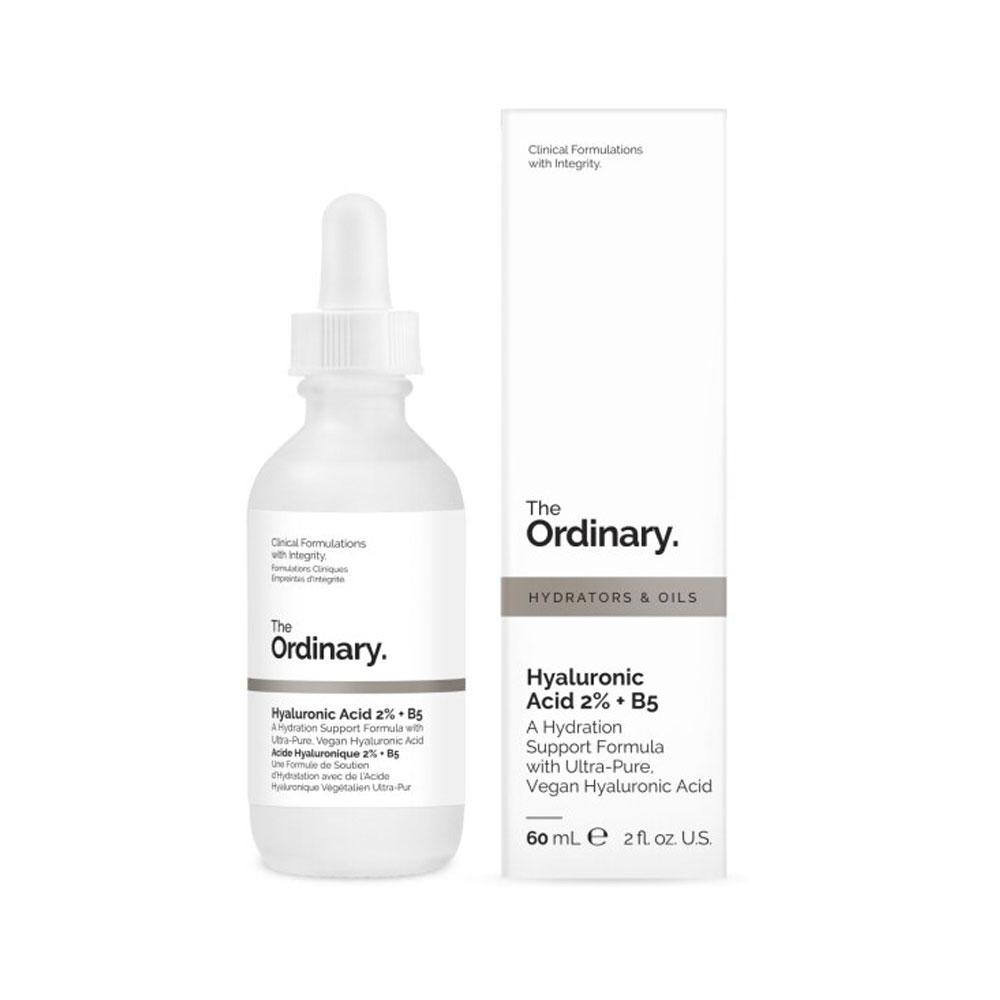 Clinical Formulations
with Integrity.
Formulations Cliniques
Empreintes d'intégrité.
The
Ordinary.
Hyaluronic Acid 2% + B5
A Hydration Support Formula with
Ultra-Pure, Vegan Hyaluronic Acid
Acide Hyaluronique 2% + B5
Une Formule de Soutien
d'Hydratation avec de l'Acide
Hyaluronique Végétalien Ultra-Pur
Clinical Formulations
with Integrity.
The
Ordinary.
HYDRATORS & OILS
Hyaluronic
Acid 2% + B5
A Hydration
Support Formula
with Ultra-Pure,
Vegan Hyaluronic Acid
60 mL ℮ 2 fl. oz. U.S.